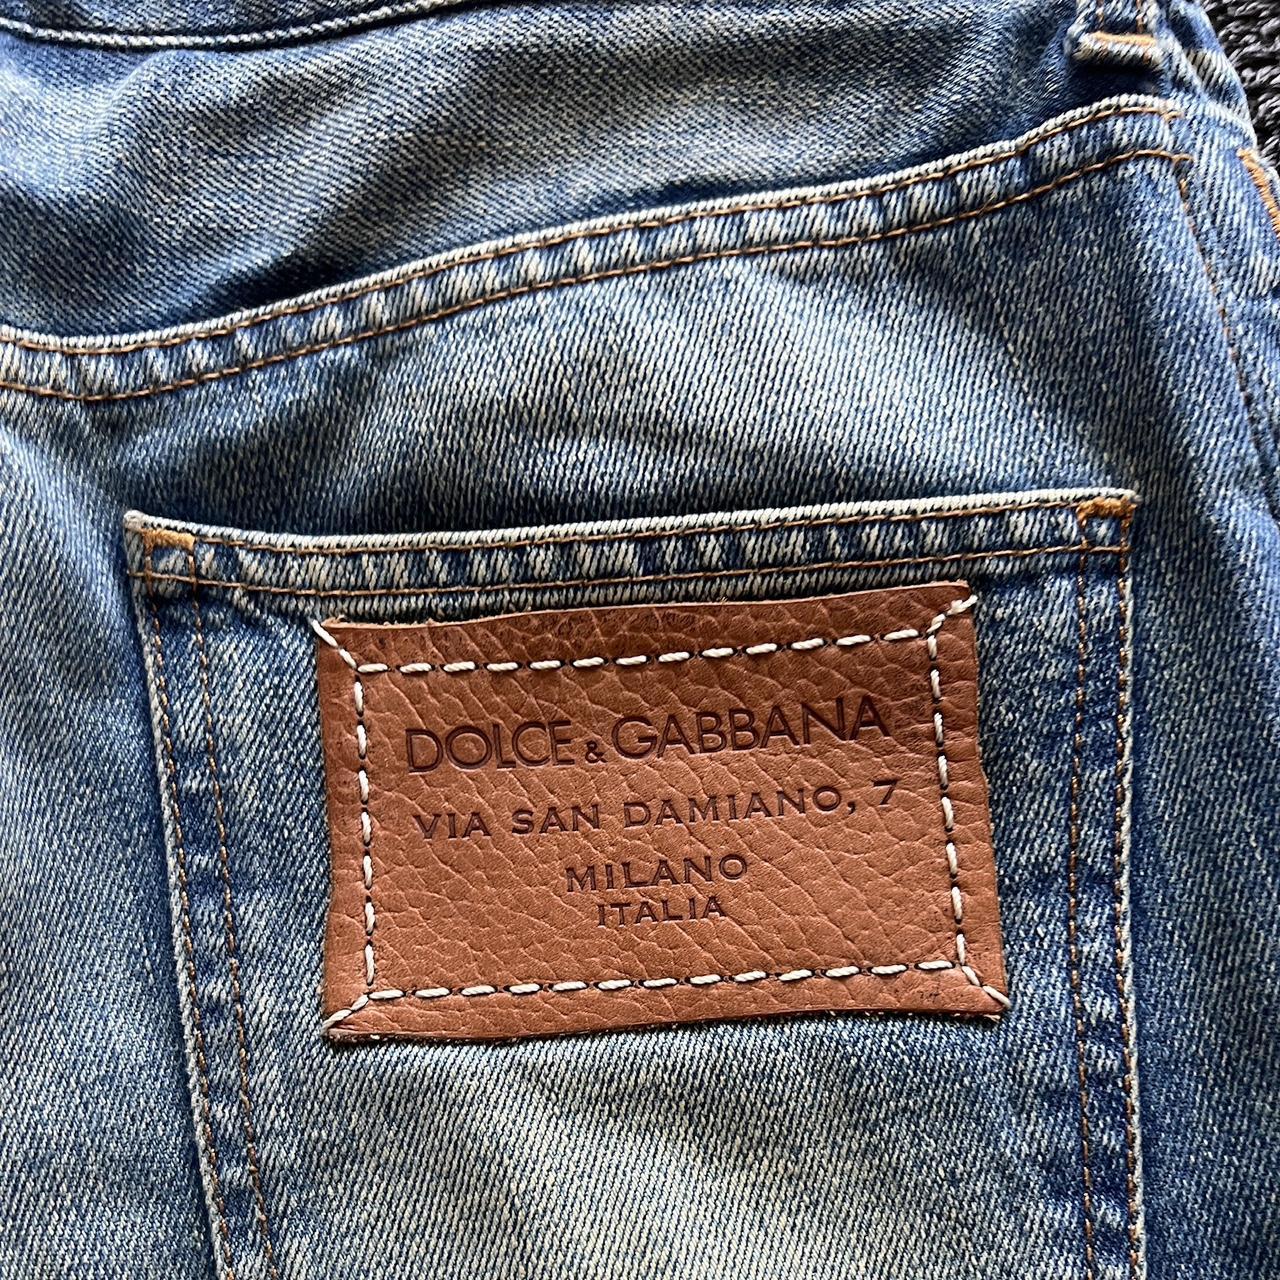 DOLCE & GABBANA
VIA SAN DAMIANO, 7
MILANO
ITALIA